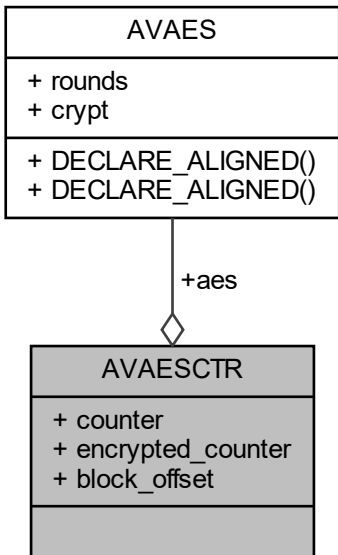 AVAES
+ rounds
+ crypt
+ DECLARE_ALIGNED()
+ DECLARE_ALIGNED()
+aes
AVAESCTR
+ counter
+ encrypted_counter
+ block_offset